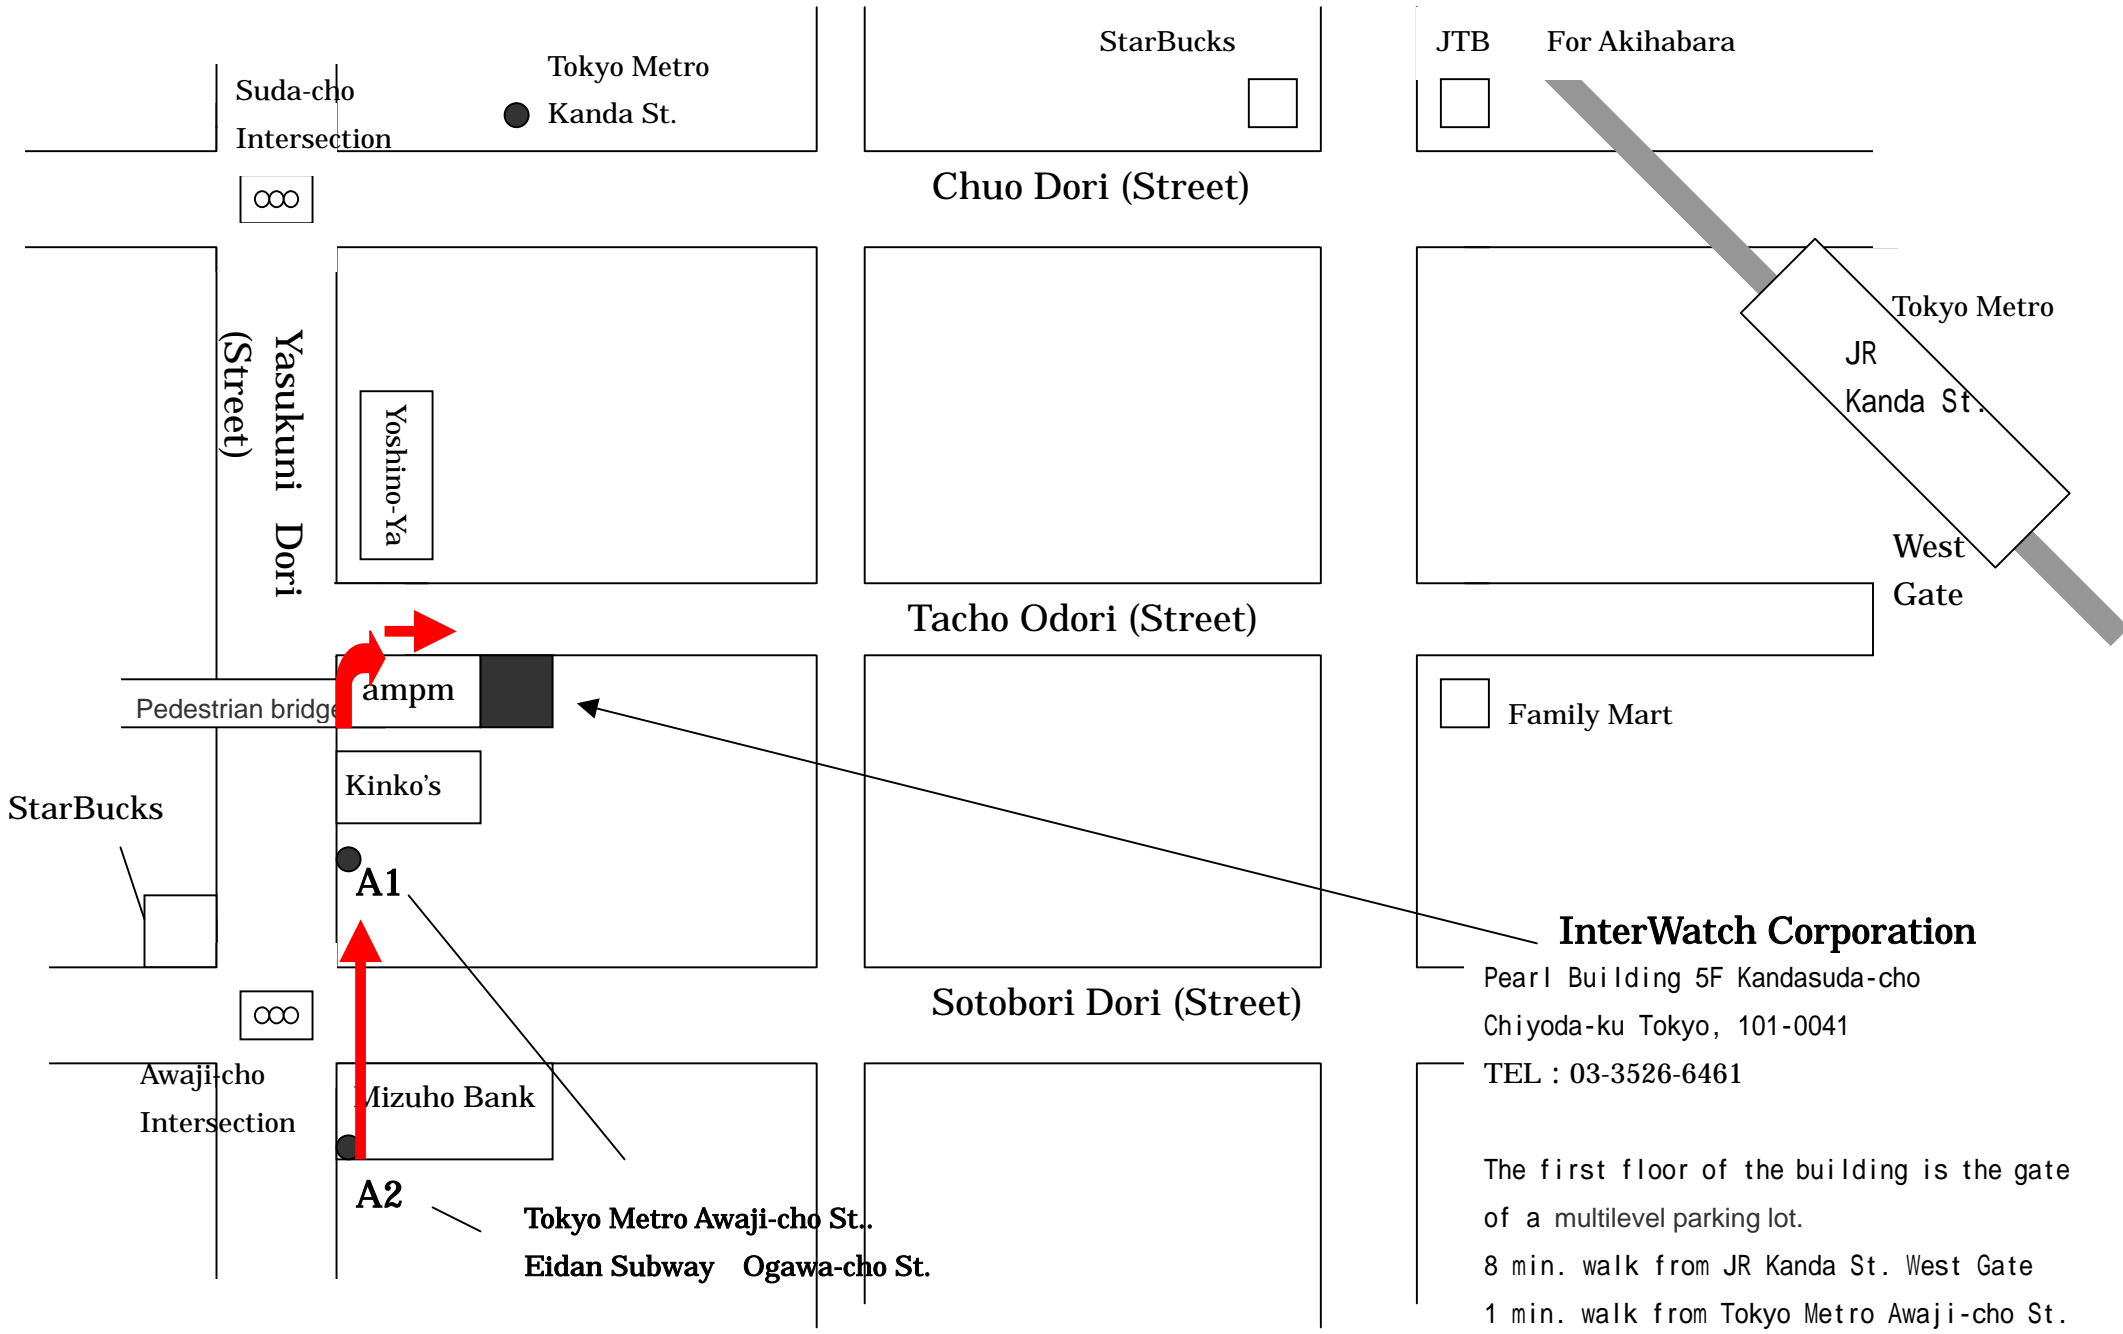 StarBucks
JTB
For Akihabara
Tokyo Metro
Kanda St.
Suda-cho
Intersection
Chuo Dori (Street)
Tokyo Metro
JR
Kanda St.
Yasukuni Dori
(Street)
Yoshino-Ya
West
Gate
Tacho Odori (Street)
ampm
Pedestrian bridge
Family Mart
Kinko's
StarBucks
A1
InterWatch Corporation
Pearl Building 5F Kandasuda-cho
Chiyoda-ku Tokyo, 101-0041
TEL : 03-3526-6461
Sotobori Dori (Street)
Awaji-cho
Intersection
Mizuho Bank
A2
Tokyo Metro Awaji-cho St..
Eidan Subway Ogawa-cho St.
The first floor of the building is the gate
of a multilevel parking lot.
8 min. walk from JR Kanda St. West Gate
1 min. walk from Tokyo Metro Awaji-cho St.